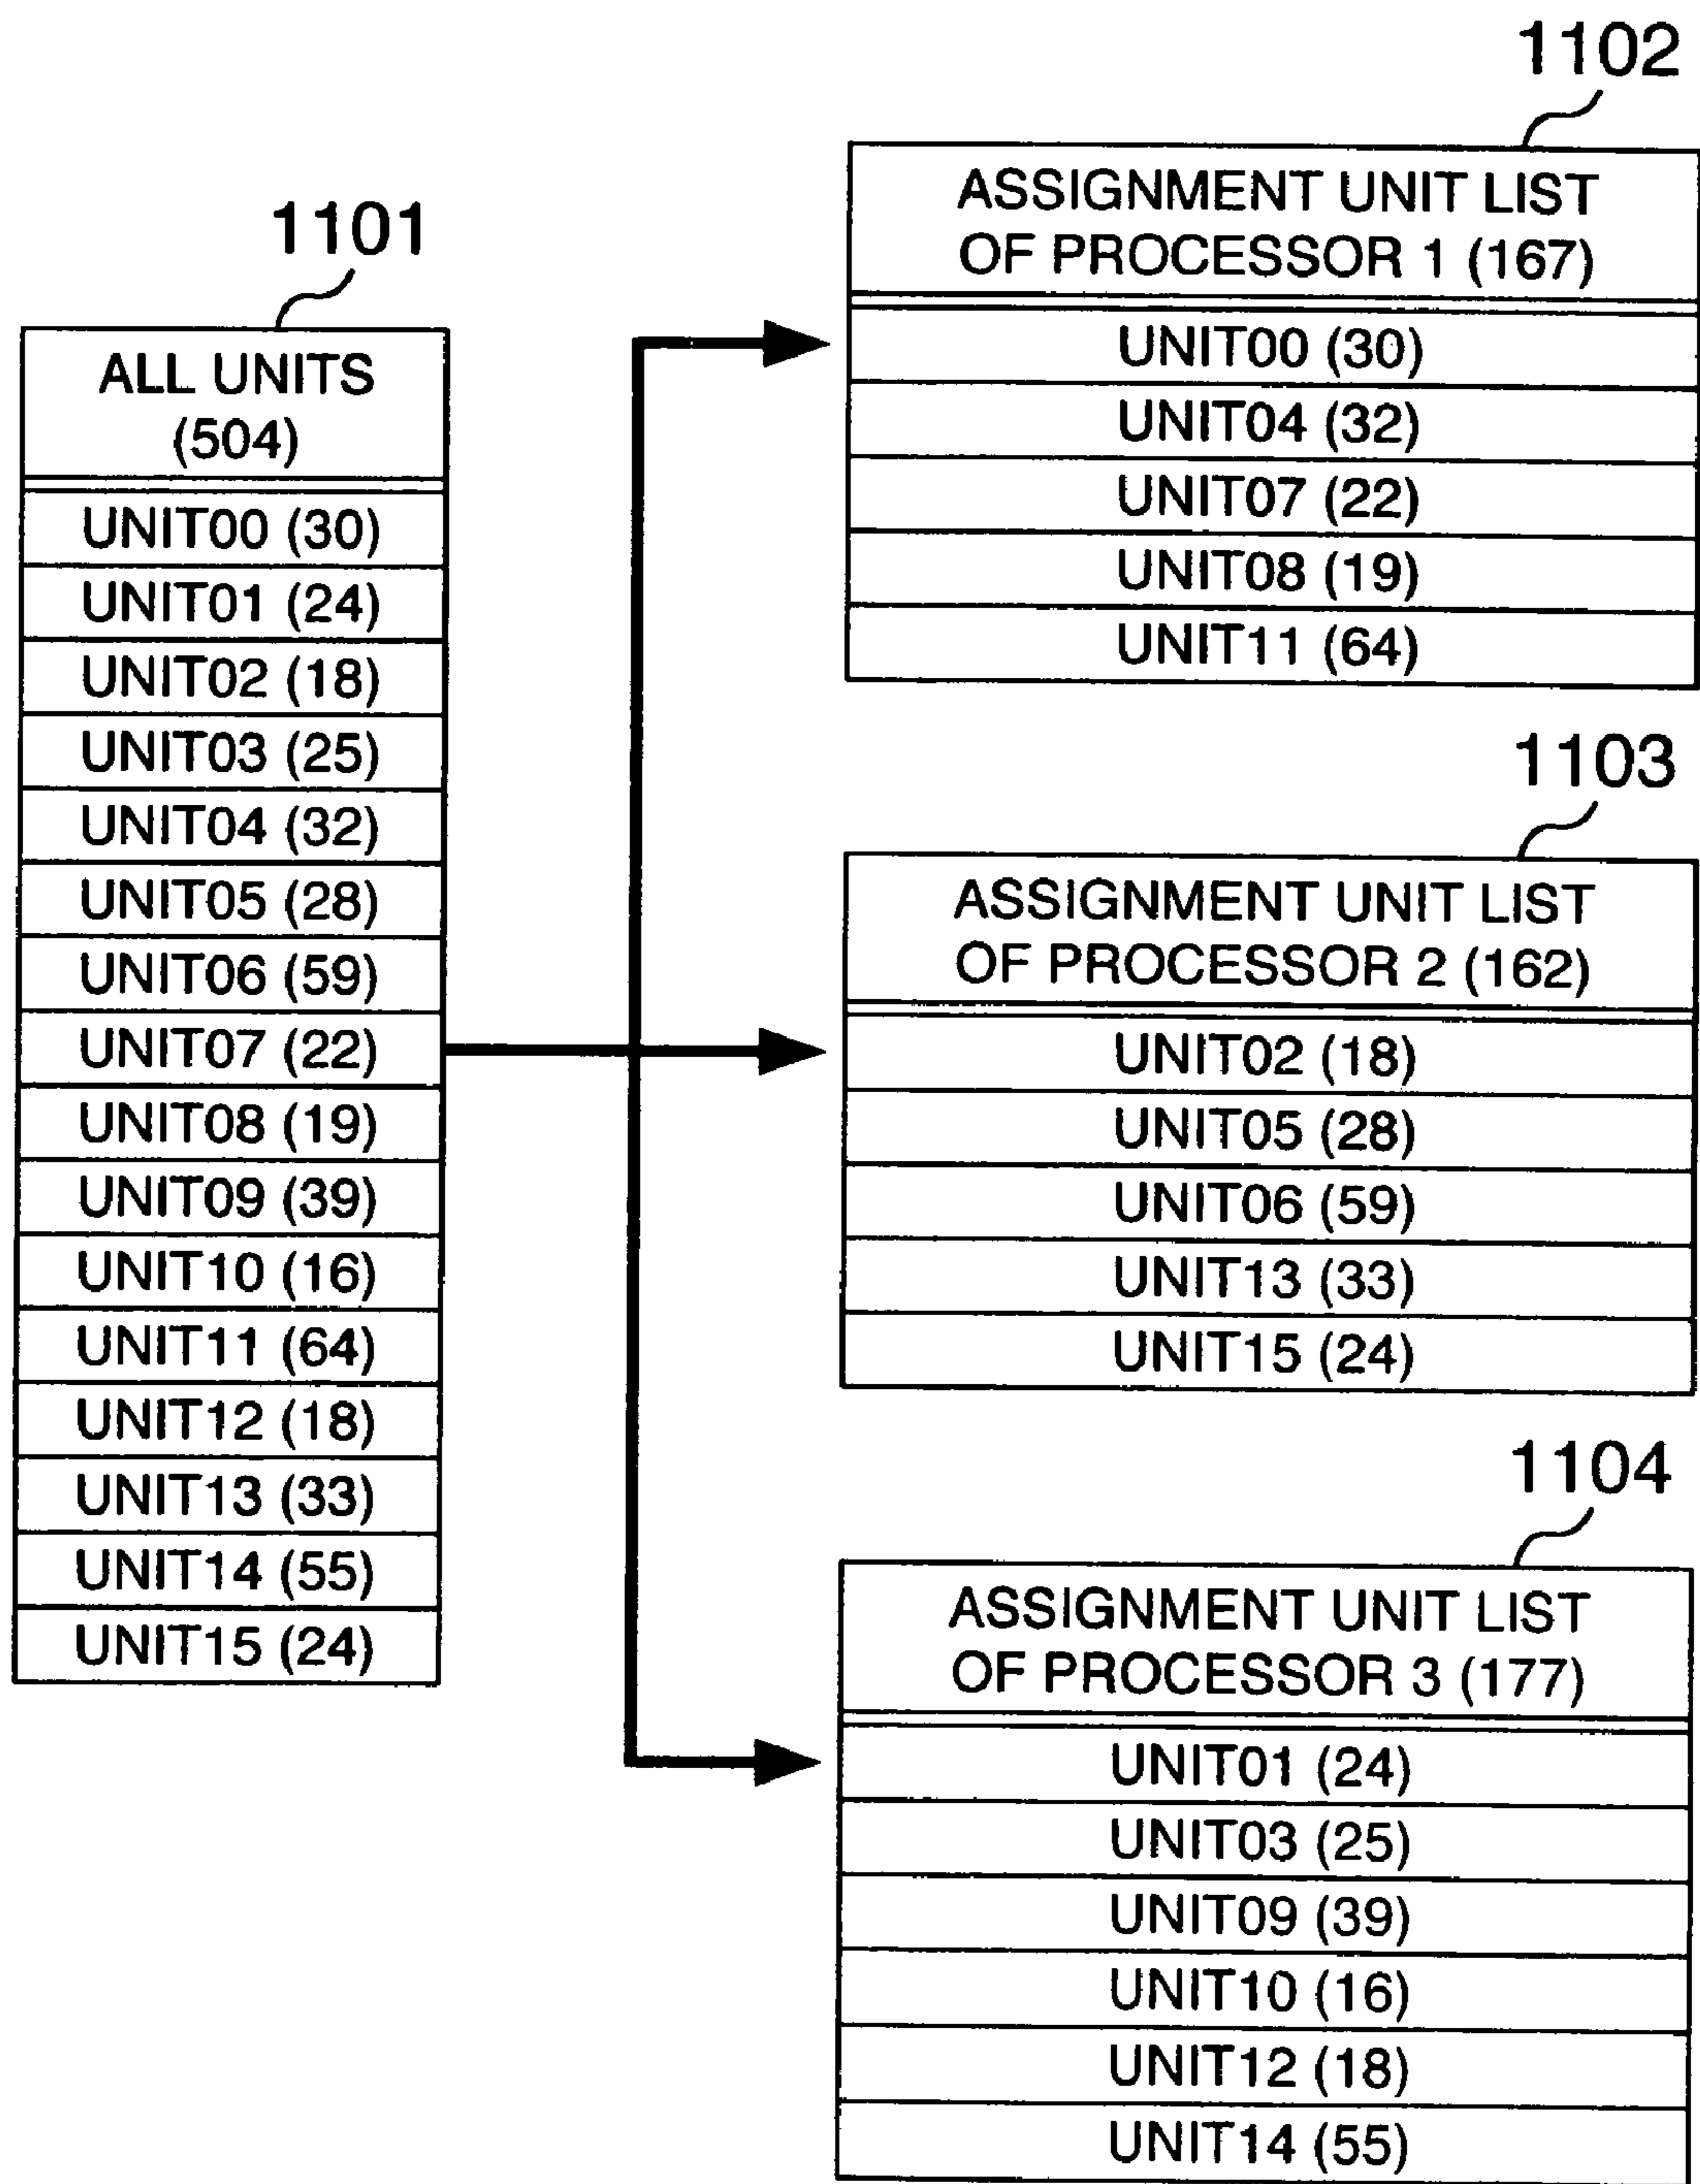 1101
ALL UNITS
(504)
UNIT00 (30)
UNIT01 (24)
UNIT02 (18)
UNIT03 (25)
UNIT04 (32)
UNIT05 (28)
UNIT06 (59)
UNIT07 (22)
UNIT08 (19)
UNIT09 (39)
UNIT10 (16)
UNIT11 (64)
UNIT12 (18)
UNIT13 (33)
UNIT14 (55)
UNIT15 (24)
1102
ASSIGNMENT UNIT LIST
OF PROCESSOR 1 (167)
UNIT00 (30)
UNIT04 (32)
UNIT07 (22)
UNIT08 (19)
UNIT11 (64)
1103
ASSIGNMENT UNIT LIST
OF PROCESSOR 2 (162)
UNIT02 (18)
UNIT05 (28)
UNIT06 (59)
UNIT13 (33)
UNIT15 (24)
1104
ASSIGNMENT UNIT LIST
OF PROCESSOR 3 (177)
UNIT01 (24)
UNIT03 (25)
UNIT09 (39)
UNIT10 (16)
UNIT12 (18)
UNIT14 (55)